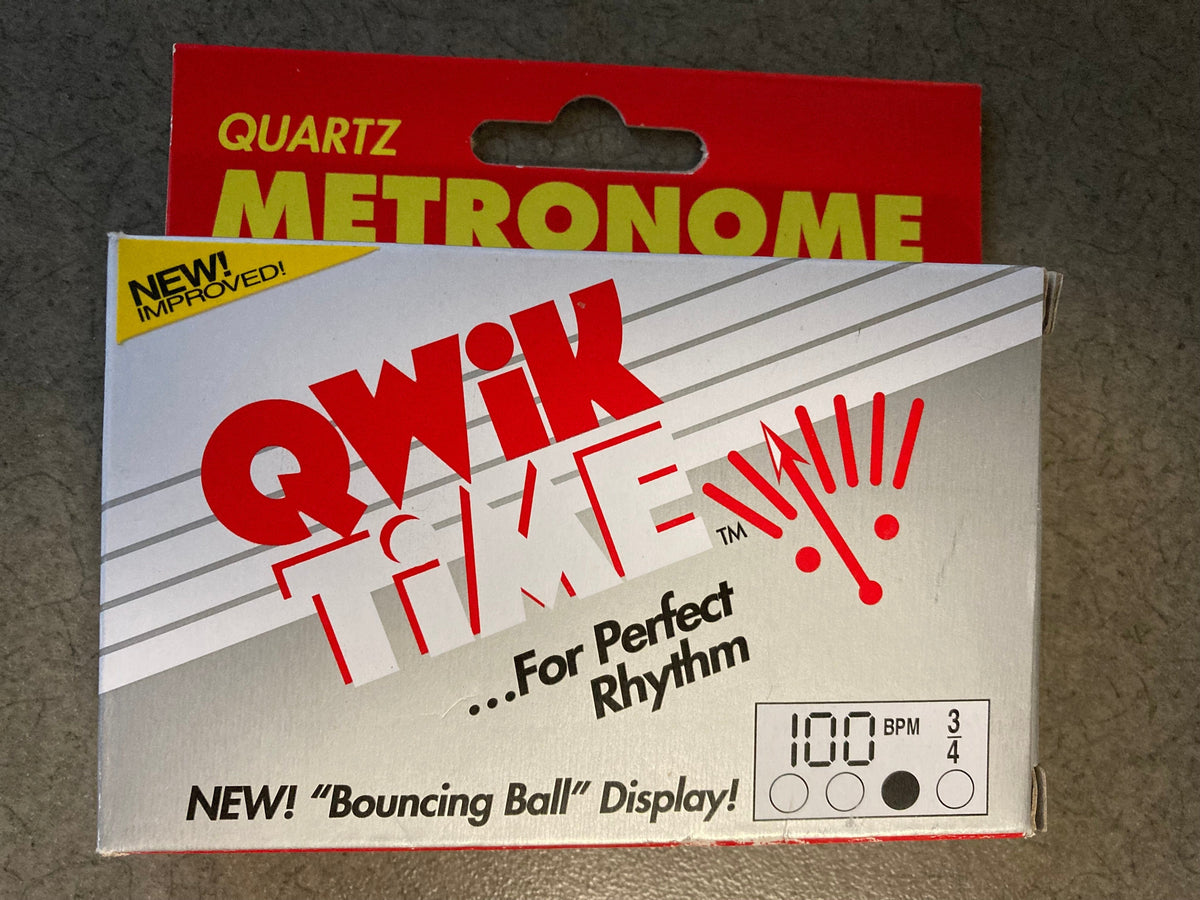 QUARTZ
METRONOME
NEW!
IMPROVED!
QWiK
TiME
TM
...For Perfect
Rhythm
NEW! “Bouncing Ball” Display!
100 BPM 3/4